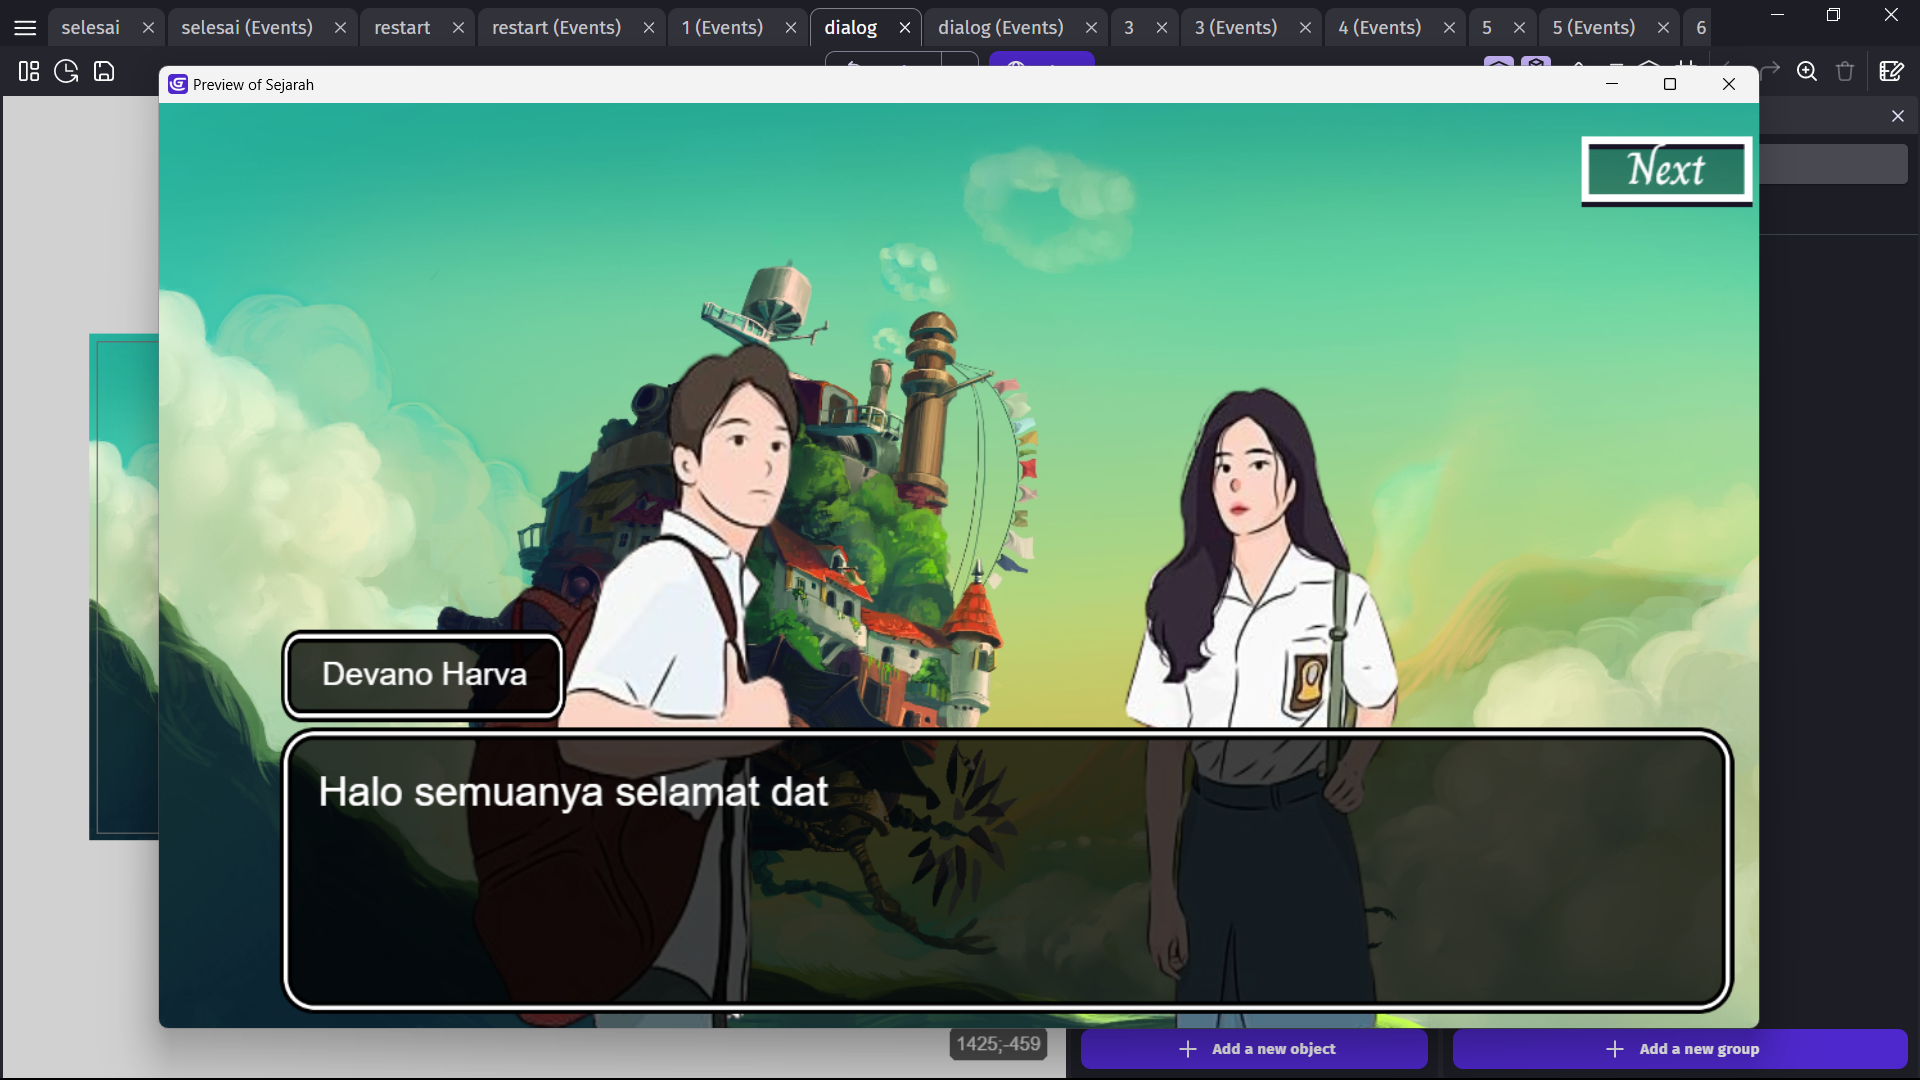 selesai
selesai (Events)
restart
restart (Events)
1 (Events)
dialog
dialog (Events)
3
3 (Events)
4 (Events)
5
5 (Events)
6
Preview of Sejarah
Next
Devano Harva
Halo semuanya selamat dat
1425;-459
Add a new object
Add a new group